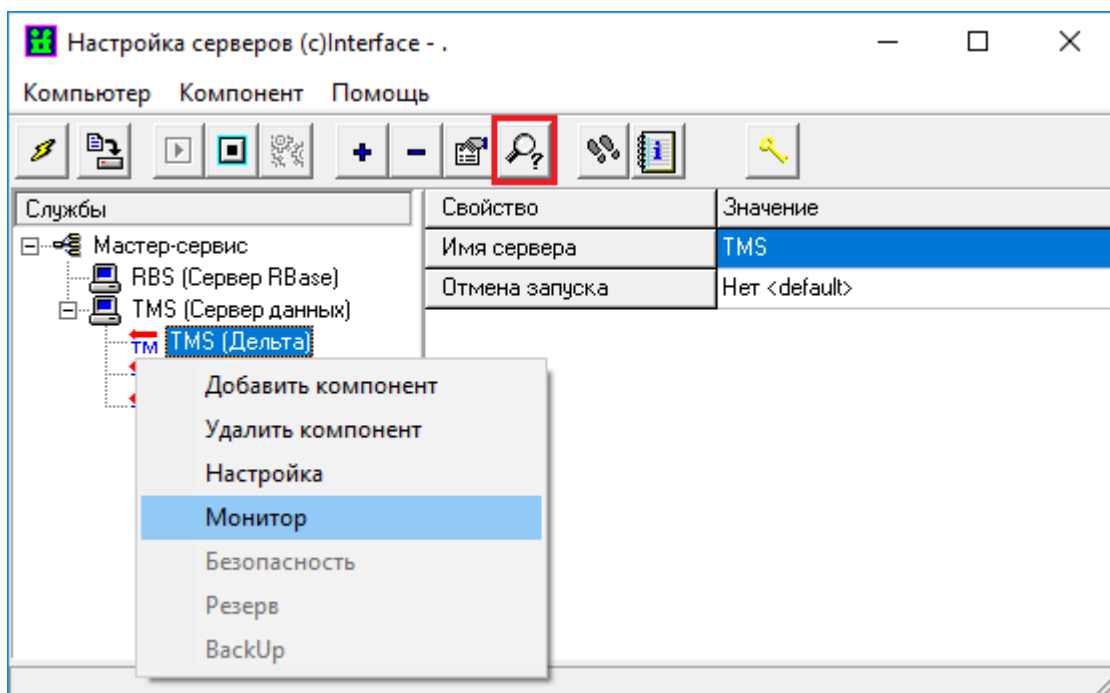 Настройка серверов (c)Interface - .
Компьютер Компонент Помощь
Службы
Свойство Значение
Мастер-сервис
Имя сервера TMS
RBS (Сервер RBase)
Отмена запуска Нет <default>
TMS (Сервер данных)
TM TMS (Дельта)
Добавить компонент
Удалить компонент
Настройка
Монитор
Безопасность
Резерв
BackUp